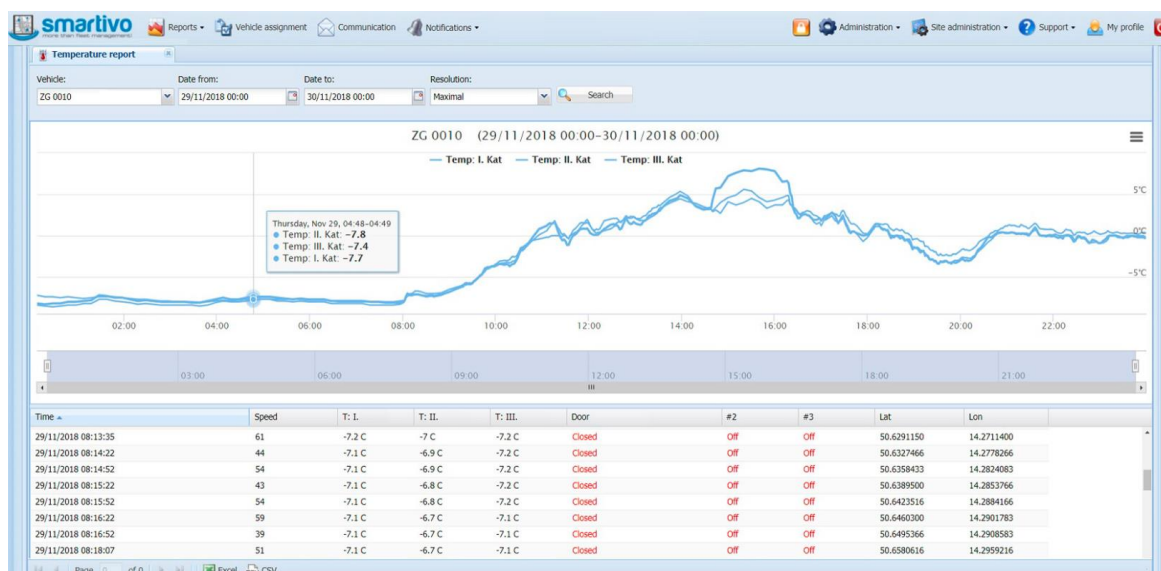 smartivo
more than fleet management!
Reports
Vehicle assignment
Communication
Notifications
Administration
Site administration
Support
My profile
Temperature report
Vehicle:
Date from:
Date to:
Resolution:
ZG 0010
29/11/2018 00:00
30/11/2018 00:00
Maximal
Search
ZG 0010 (29/11/2018 00:00-30/11/2018 00:00)
Temp: I. Kat Temp: II. Kat Temp: III. Kat
5°C
0°C
-5°C
Thursday, Nov 29, 04:48-04:49
Temp: II. Kat: -7.8
Temp: III. Kat: -7.4
Temp: I. Kat: -7.7
02:00 04:00 06:00 08:00 10:00 12:00 14:00 16:00 18:00 20:00 22:00
03:00 06:00 09:00 12:00 15:00 18:00 21:00
Time Speed T: I. T: II. T: III. Door #2 #3 Lat Lon
29/11/2018 08:13:35 61 -7.2 C -7 C -7.2 C Closed Off Off 50.6291150 14.2711400
29/11/2018 08:14:22 44 -7.1 C -6.9 C -7.2 C Closed Off Off 50.6327466 14.2778266
29/11/2018 08:14:52 54 -7.1 C -6.9 C -7.2 C Closed Off Off 50.6358433 14.2824083
29/11/2018 08:15:22 43 -7.1 C -6.8 C -7.2 C Closed Off Off 50.6389500 14.2853766
29/11/2018 08:15:52 54 -7.1 C -6.8 C -7.2 C Closed Off Off 50.6423516 14.2884166
29/11/2018 08:16:22 59 -7.1 C -6.7 C -7.1 C Closed Off Off 50.6460300 14.2901783
29/11/2018 08:16:52 39 -7.1 C -6.7 C -7.1 C Closed Off Off 50.6495366 14.2908583
29/11/2018 08:18:07 51 -7.1 C -6.7 C -7.1 C Closed Off Off 50.6580616 14.2959216
Page of 0 Excel CSV